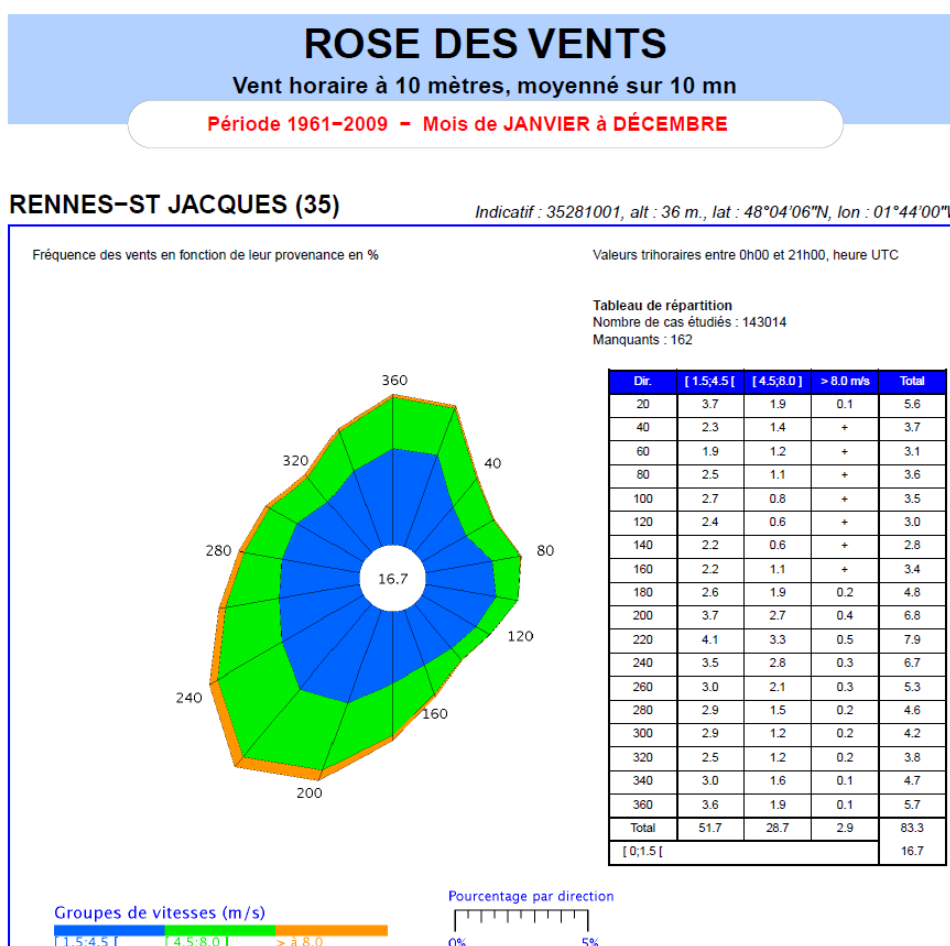 ROSE DES VENTS
Vent horaire à 10 mètres, moyenné sur 10 mn
Période 1961−2009 − Mois de JANVIER à DÉCEMBRE
RENNES−ST JACQUES (35)
Indicatif : 35281001, alt : 36 m., lat : 48°04'06"N, lon : 01°44'00"
Fréquence des vents en fonction de leur provenance en %
Valeurs trihoraires entre 0h00 et 21h00, heure UTC
Tableau de répartition
Nombre de cas étudiés : 143014
Manquants : 162
360
40
80
120
160
200
240
280
320
16.7
Dir. [ 1.5;4.5 [ [ 4.5;8.0 ] > 8.0 m/s Total
20 3.7 1.9 0.1 5.6
40 2.3 1.4 + 3.7
60 1.9 1.2 + 3.1
80 2.5 1.1 + 3.6
100 2.7 0.8 + 3.5
120 2.4 0.6 + 3.0
140 2.2 0.6 + 2.8
160 2.2 1.1 + 3.4
180 2.6 1.9 0.2 4.8
200 3.7 2.7 0.4 6.8
220 4.1 3.3 0.5 7.9
240 3.5 2.8 0.3 6.7
260 3.0 2.1 0.3 5.3
280 2.9 1.5 0.2 4.6
300 2.9 1.2 0.2 4.2
320 2.5 1.2 0.2 3.8
340 3.0 1.6 0.1 4.7
360 3.6 1.9 0.1 5.7
Total 51.7 28.7 2.9 83.3
[ 0;1.5 [ 16.7
Groupes de vitesses (m/s)
[ 1.5;4.5 [ [ 4.5;8.0 ] > à 8.0
Pourcentage par direction
0% 5%